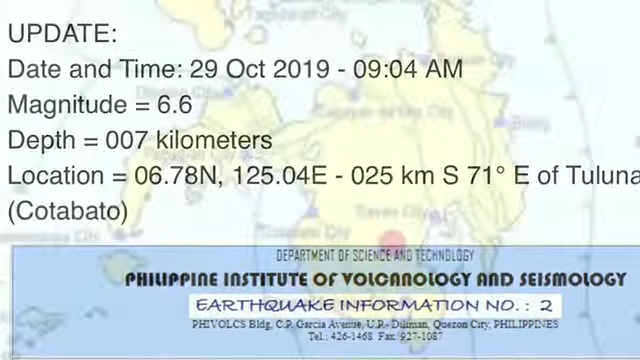 UPDATE:
Date and Time: 29 Oct 2019 - 09:04 AM
Magnitude = 6.6
Depth = 007 kilometers
Location = 06.78N, 125.04E - 025 km S 71° E of Tuluna
(Cotabato)
DEPARTMENT OF SCIENCE AND TECHNOLOGY
PHILIPPINE INSTITUTE OF VOLCANOLOGY AND SEISMOLOGY
EARTHQUAKE INFORMATION NO. : 2
PHIVOLCS Bldg, C.P. Garcia Avenue, U.P.- Diliman, Quezon City, PHILIPPINES
Tel.: 426-1468 Fax: 927-1087